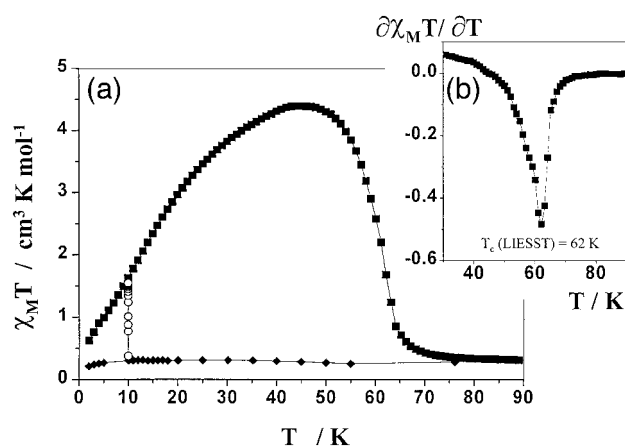 ∂χMT/ ∂T
(a)
(b)
5
4
3
2
1
0
χMT / cm³ K mol⁻¹
0 10 20 30 40 50 60 70 80 90
T / K
0.0
-0.2
-0.4
-0.6
Tc (LIESST) = 62 K
40 60 80
T / K